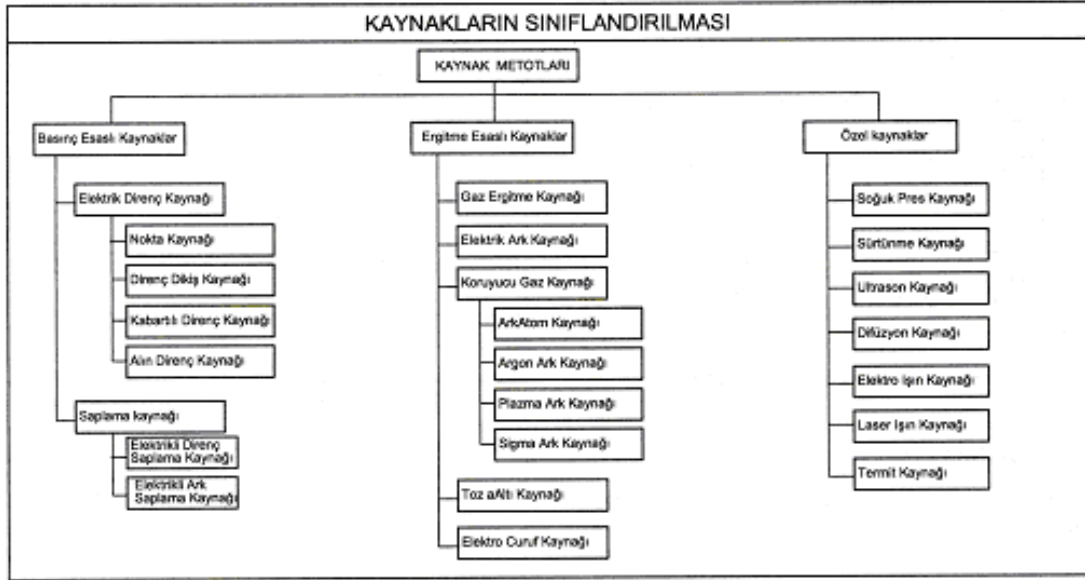 KAYNAKLARIN SINIFLANDIRILMASI
KAYNAK METOTLARI
Basınç Esaslı Kaynaklar
Elektrik Direnç Kaynağı
Nokta Kaynağı
Direnç Dikiş Kaynağı
Kabartılı Direnç Kaynağı
Alın Direnç Kaynağı
Saplama kaynağı
Elektrikli Direnç
Saplama Kaynağı
Elektrikli Ark
Saplama Kaynağı
Ergitme Esaslı Kaynaklar
Gaz Ergitme Kaynağı
Elektrik Ark Kaynağı
Koruyucu Gaz Kaynağı
ArkAtom Kaynağı
Argon Ark Kaynağı
Plazma Ark Kaynağı
Sigma Ark Kaynağı
Toz aAltı Kaynağı
Elektro Curuf Kaynağı
Özel kaynaklar
Soğuk Pres Kaynağı
Sürtünme Kaynağı
Ultrason Kaynağı
Difüzyon Kaynağı
Elektro Işın Kaynağı
Laser Işın Kaynağı
Termit Kaynağı